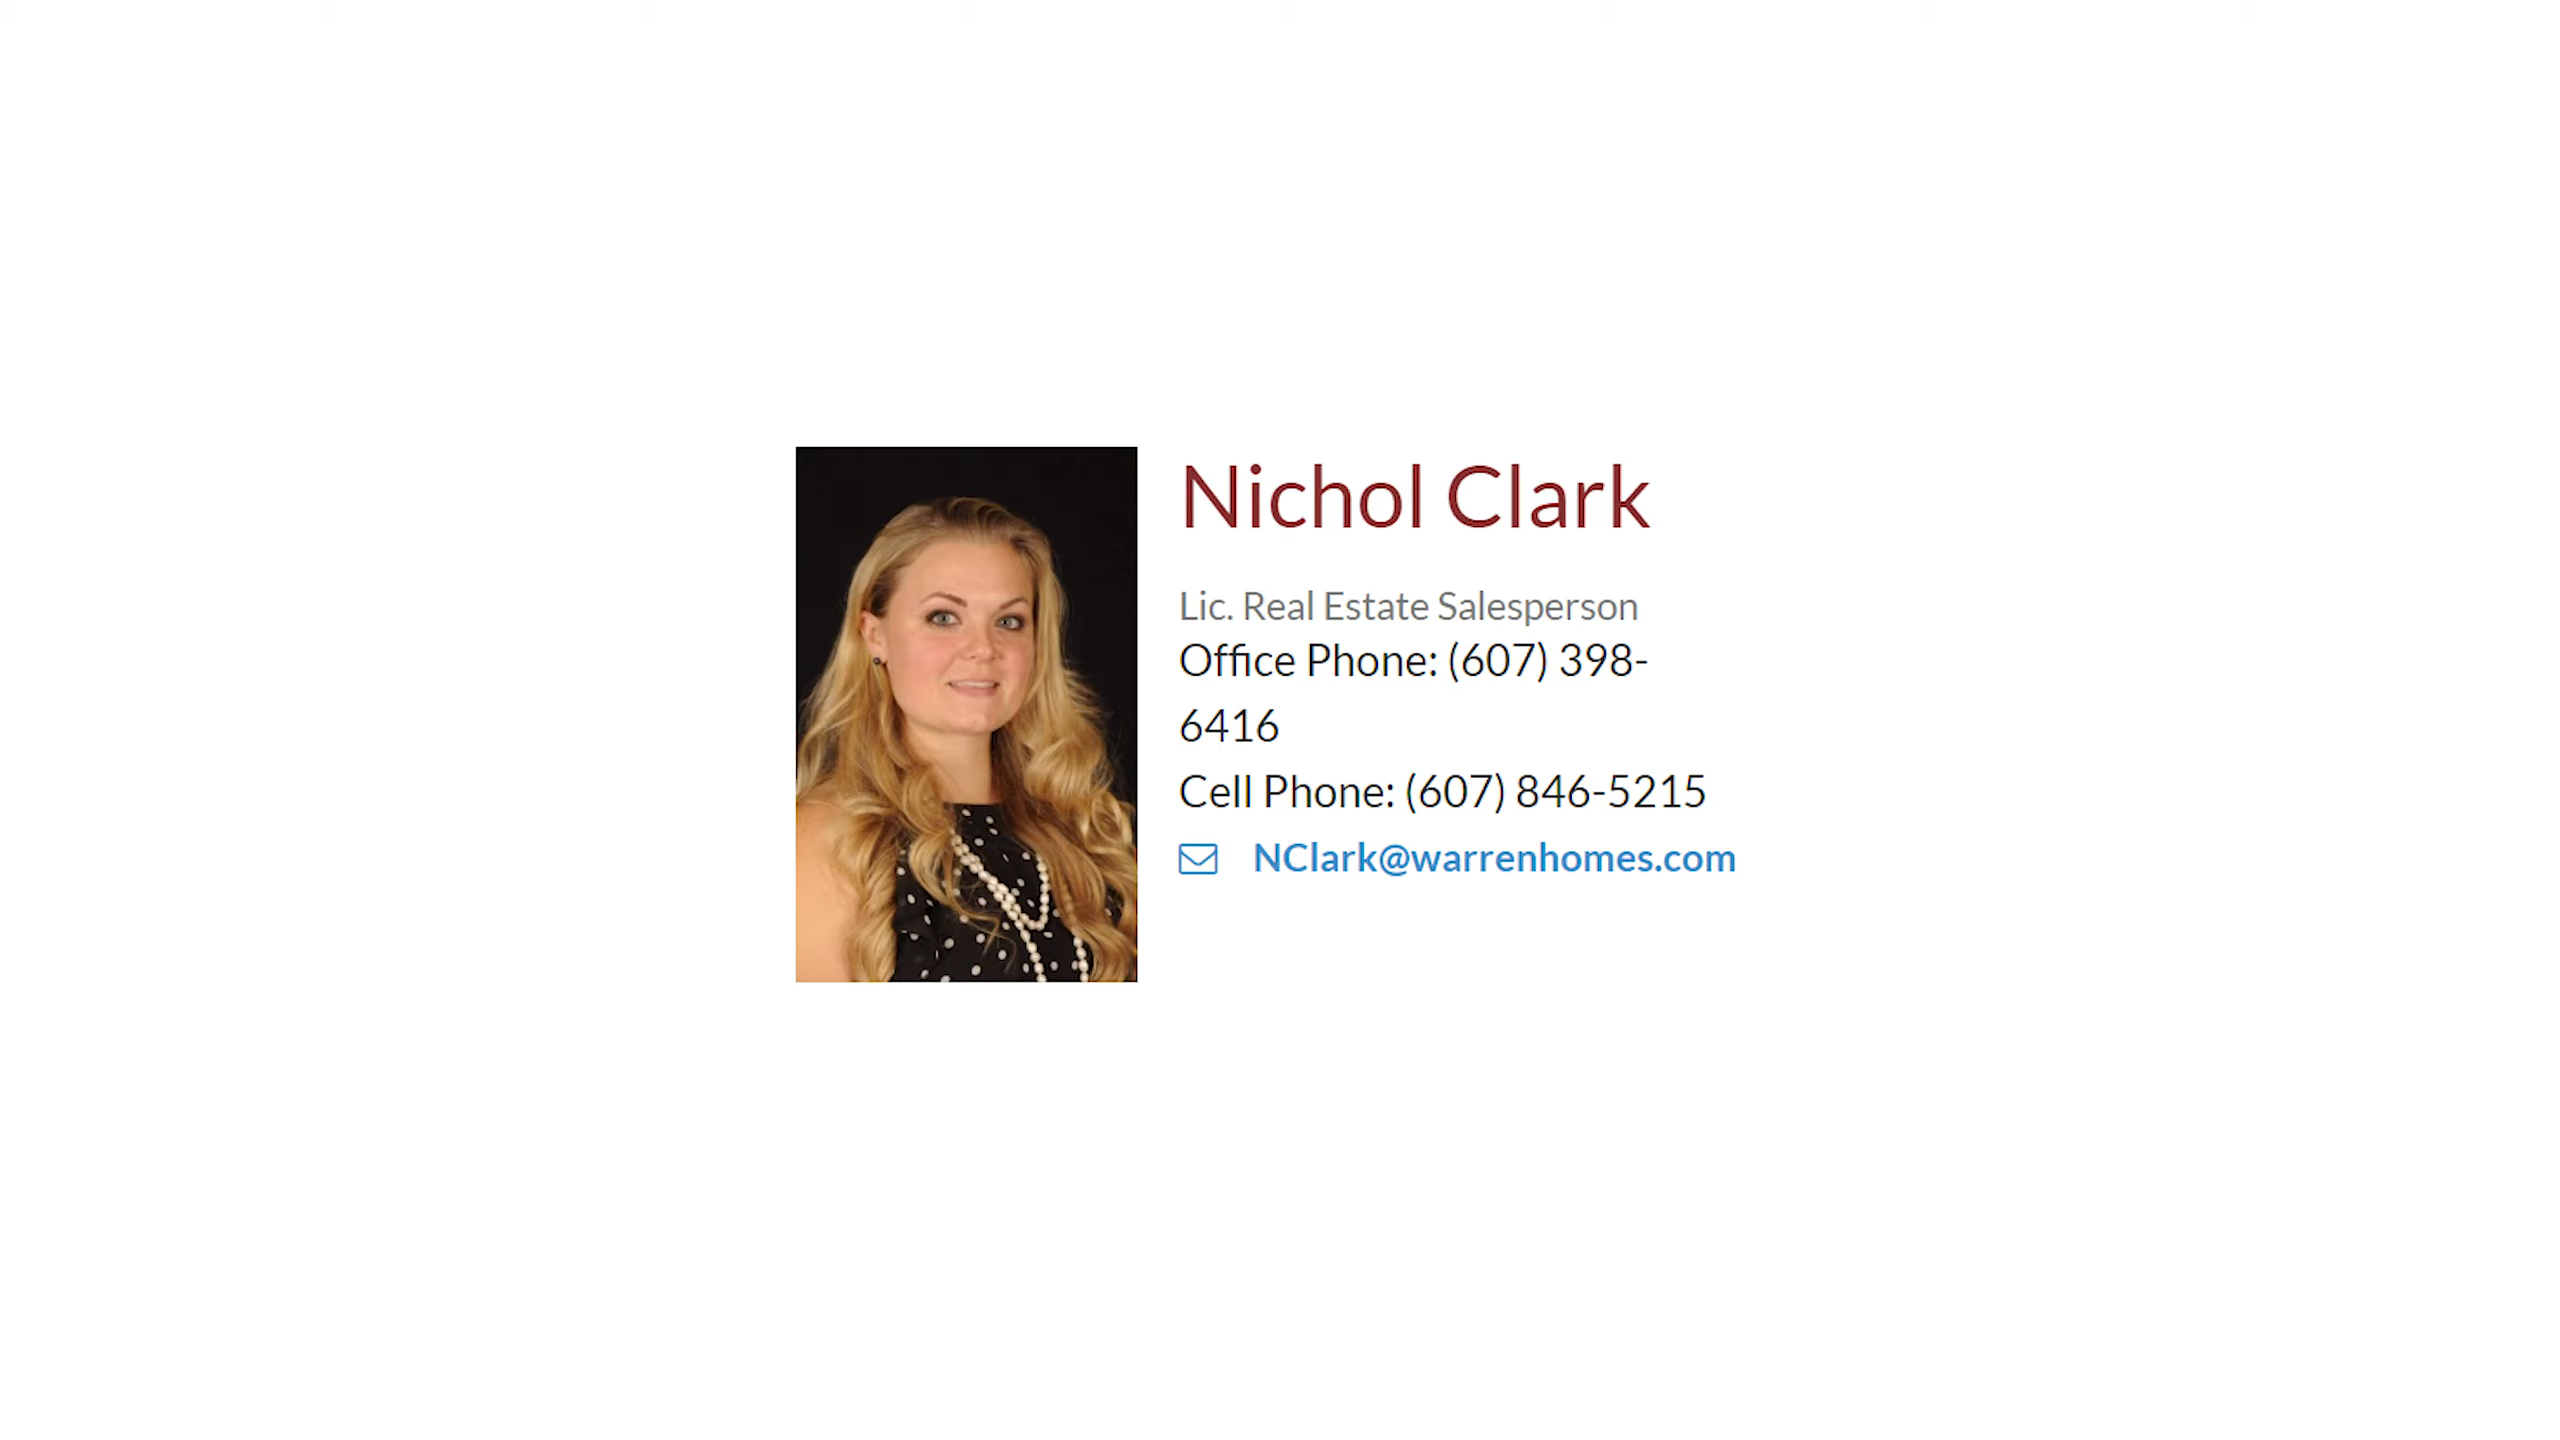 Nichol Clark
Lic. Real Estate Salesperson
Office Phone: (607) 398-
6416
Cell Phone: (607) 846-5215
NClark@warrenhomes.com